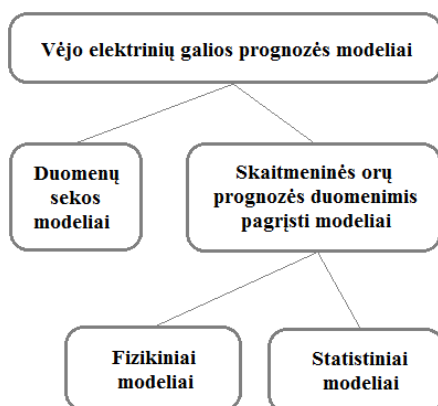 Vėjo elektrinių galios prognozės modeliai
Duomenų
sekos
modeliai
Skaitmeninės orų
prognozės duomenimis
pagrįsti modeliai
Fizikiniai
modeliai
Statistiniai
modeliai